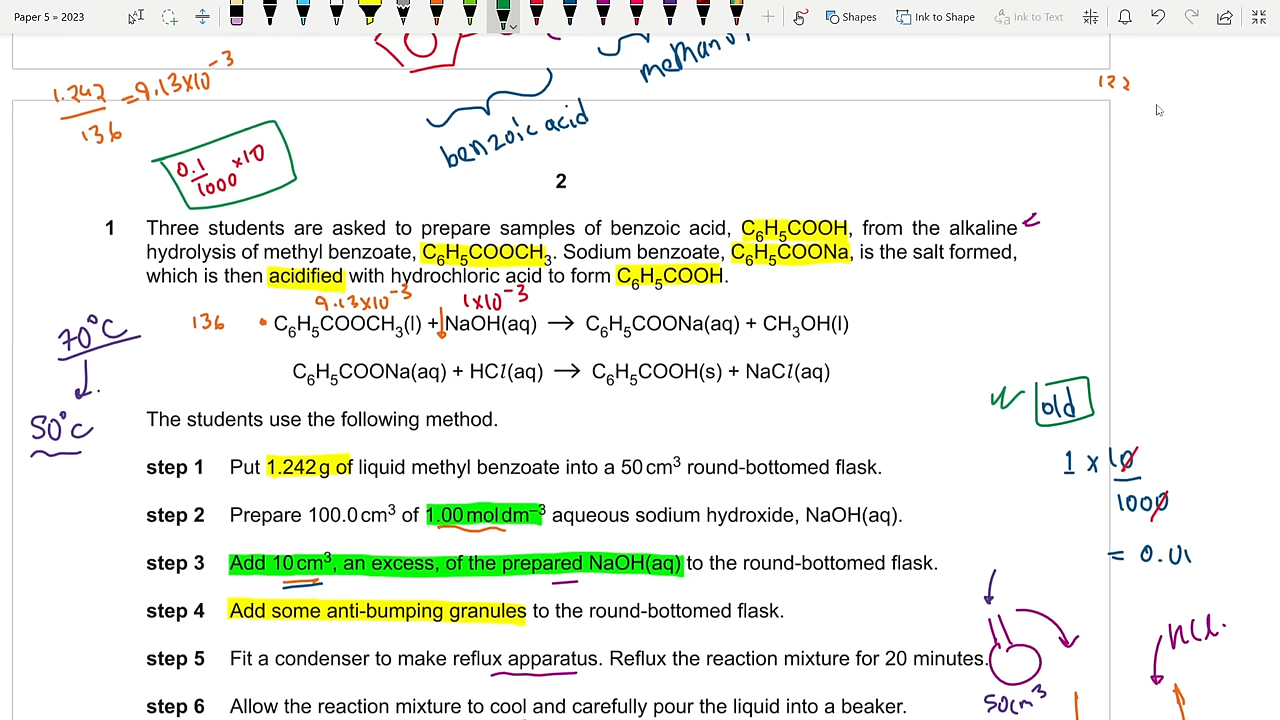 Paper 5 » 2023
Shapes
Ink to Shape
Ink to Text
methanol
1.242
/136 = 9.13x10⁻³
122
benzoic acid
0.1/1000 x10
2
1 Three students are asked to prepare samples of benzoic acid, C₆H₅COOH, from the alkaline
hydrolysis of methyl benzoate, C₆H₅COOCH₃. Sodium benzoate, C₆H₅COONa, is the salt formed,
which is then acidified with hydrochloric acid to form C₆H₅COOH.
9.13x10⁻³ 1x10⁻³
136 C₆H₅COOCH₃(l) + NaOH(aq) → C₆H₅COONa(aq) + CH₃OH(l)
70°C
C₆H₅COONa(aq) + HCl(aq) → C₆H₅COOH(s) + NaCl(aq)
old
50°C
The students use the following method.
step 1 Put 1.242 g of liquid methyl benzoate into a 50 cm³ round-bottomed flask.
1 x 10/1000
step 2 Prepare 100.0 cm³ of 1.00 mol dm⁻³ aqueous sodium hydroxide, NaOH(aq).
= 0.01
step 3 Add 10 cm³, an excess, of the prepared NaOH(aq) to the round-bottomed flask.
step 4 Add some anti-bumping granules to the round-bottomed flask.
HCl.
step 5 Fit a condenser to make reflux apparatus. Reflux the reaction mixture for 20 minutes.
50cm³
step 6 Allow the reaction mixture to cool and carefully pour the liquid into a beaker.